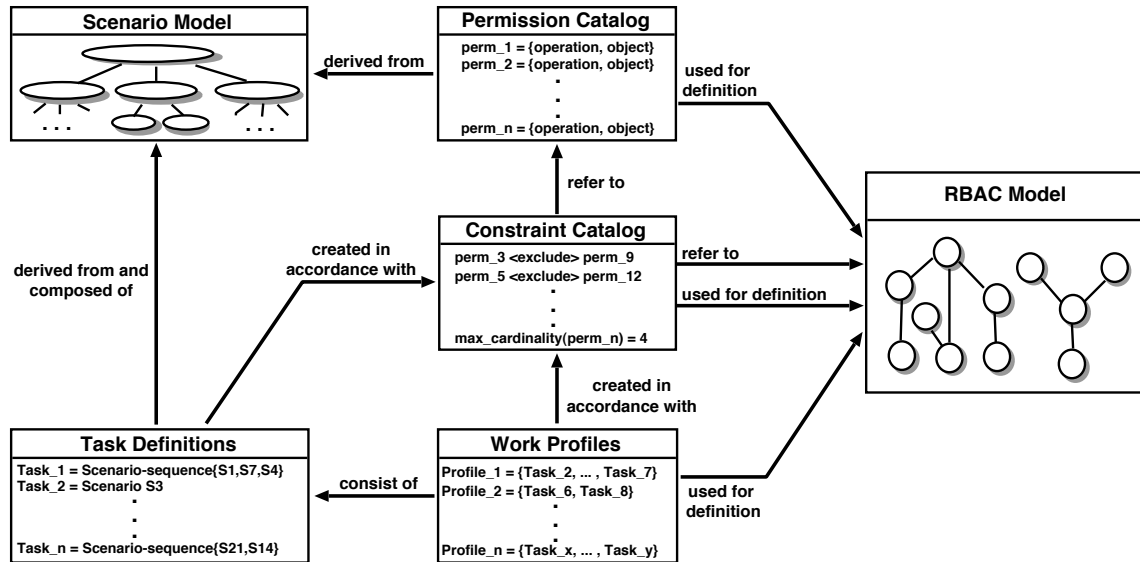 Scenario Model
. . .
. . .
derived from
Permission Catalog
perm_1 = {operation, object}
perm_2 = {operation, object}
.
.
.
perm_n = {operation, object}
used for
definition
refer to
RBAC Model
created in
accordance with
Constraint Catalog
perm_3 <exclude> perm_9
perm_5 <exclude> perm_12
.
.
.
max_cardinality(perm_n) = 4
refer to
used for definition
derived from and
composed of
created in
accordance with
Task Definitions
Task_1 = Scenario-sequence{S1,S7,S4}
Task_2 = Scenario S3
.
.
.
Task_n = Scenario-sequence{S21,S14}
consist of
Work Profiles
Profile_1 = {Task_2, ... , Task_7}
Profile_2 = {Task_6, Task_8}
.
.
.
Profile_n = {Task_x, ... , Task_y}
used for
definition